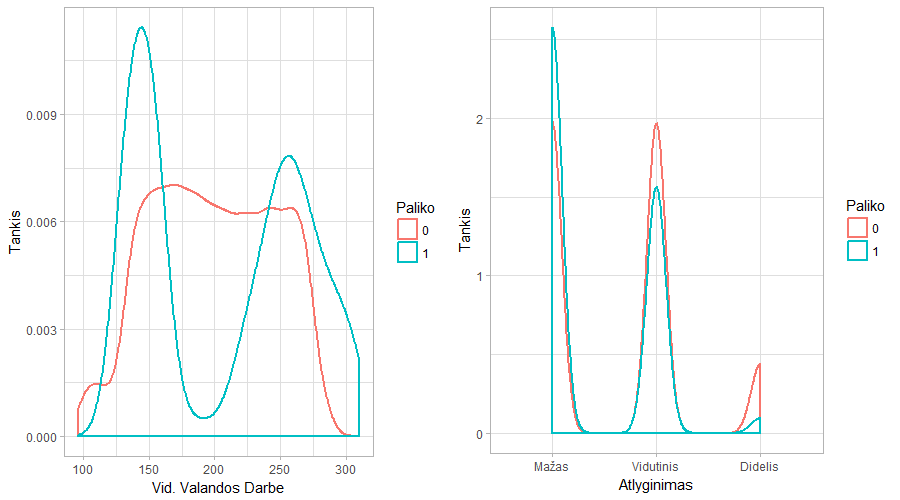 0.009
0.006
0.003
0.000
Tankis
100 150 200 250 300
Vid. Valandos Darbe
Paliko
0
1
2
1
0
Tankis
Mažas Vidutinis Didelis
Atlyginimas
Paliko
0
1